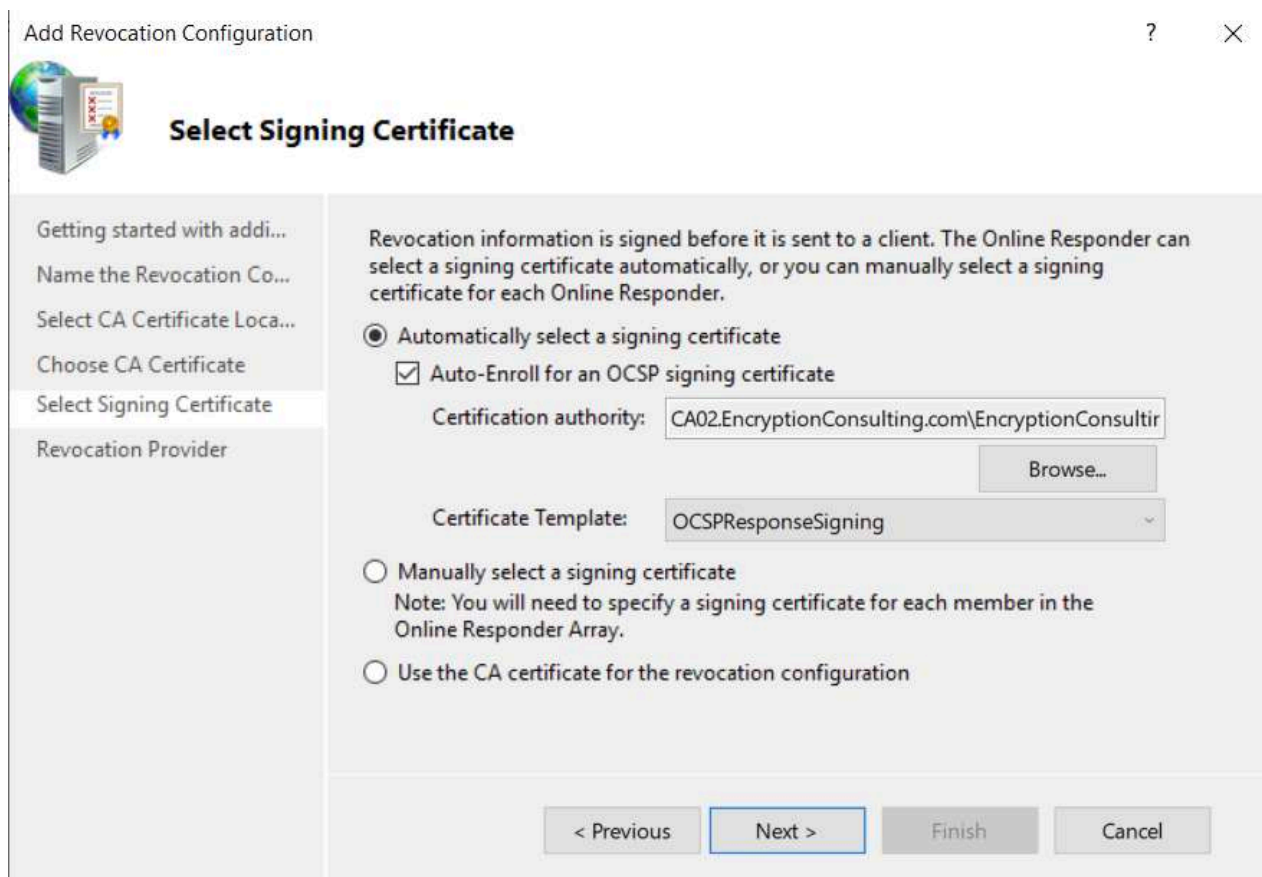 Add Revocation Configuration
?
Select Signing Certificate
Getting started with addi...
Name the Revocation Co...
Select CA Certificate Loca...
Choose CA Certificate
Select Signing Certificate
Revocation Provider
Revocation information is signed before it is sent to a client. The Online Responder can
select a signing certificate automatically, or you can manually select a signing
certificate for each Online Responder.
Automatically select a signing certificate
Auto-Enroll for an OCSP signing certificate
Certification authority: CA02.EncryptionConsulting.com\EncryptionConsultin
Browse...
Certificate Template: OCSPResponseSigning
Manually select a signing certificate
Note: You will need to specify a signing certificate for each member in the
Online Responder Array.
Use the CA certificate for the revocation configuration
< Previous Next > Finish Cancel